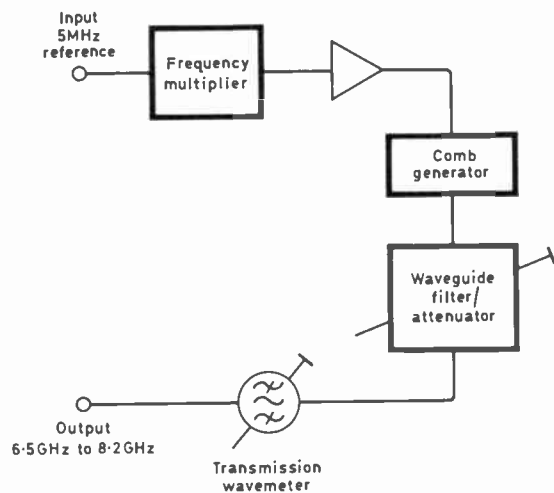 Input
5MHz
reference
Frequency
multiplier
Comb
generator
Waveguide
filter/
attenuator
Output
6·5GHz to 8·2GHz
Transmission
wavemeter